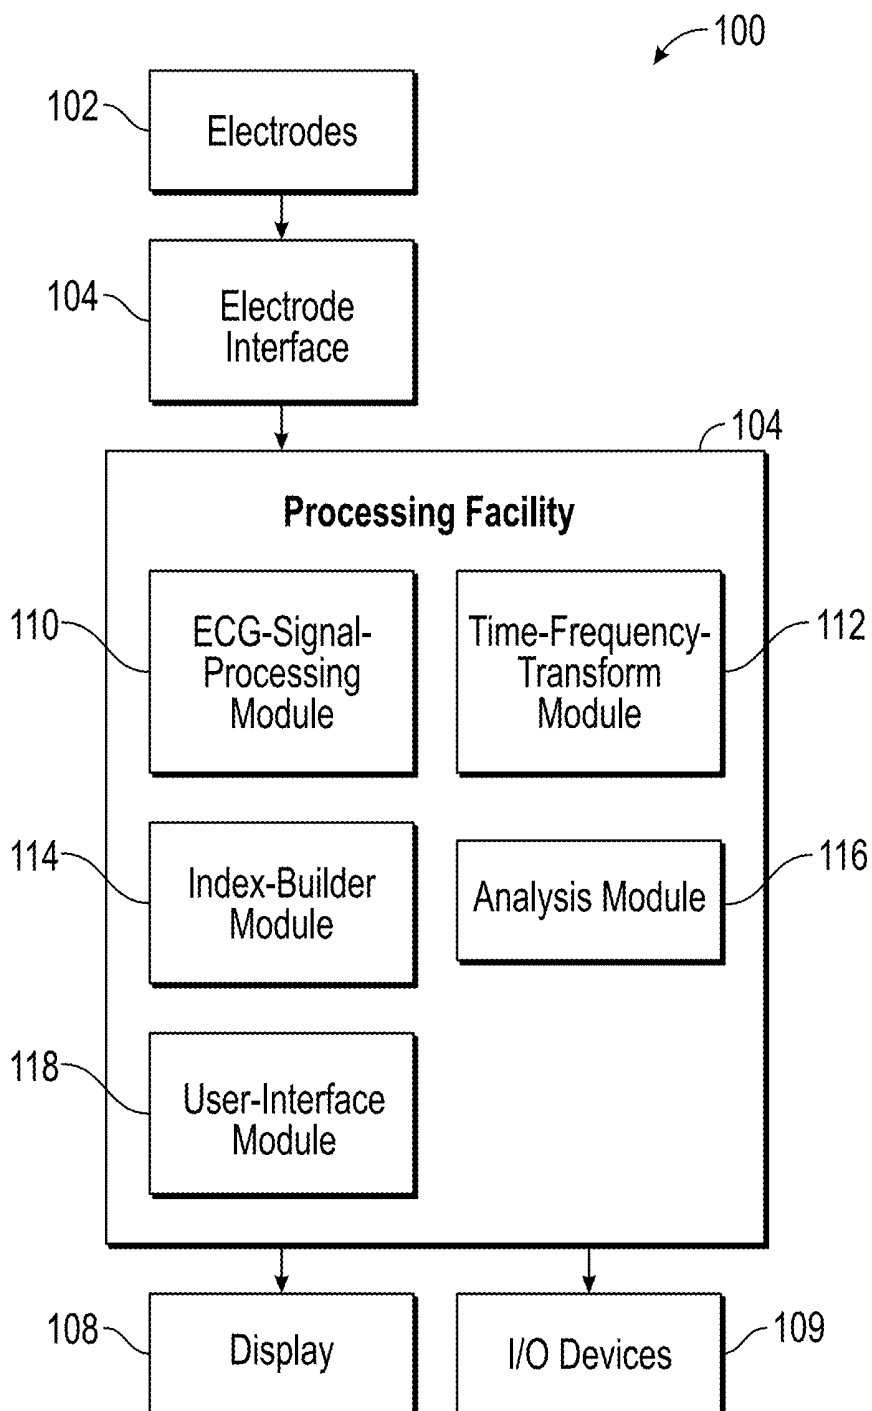 100
102
Electrodes
104
Electrode
Interface
104
Processing Facility
110
ECG-Signal-
Processing
Module
Time-Frequency-
Transform
Module
112
114
Index-Builder
Module
Analysis Module
116
118
User-Interface
Module
108
Display
I/O Devices
109